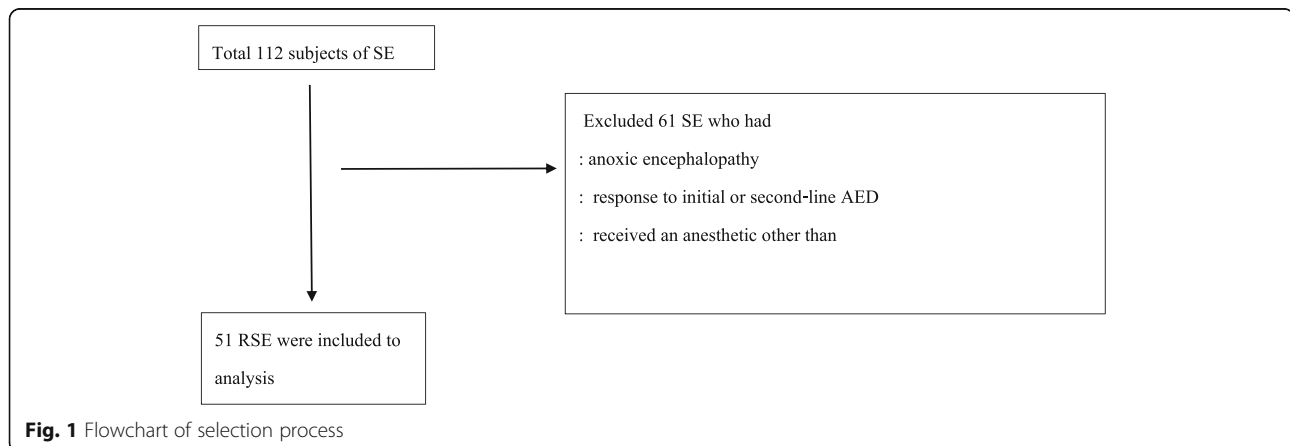 Total 112 subjects of SE
Excluded 61 SE who had
: anoxic encephalopathy
: response to initial or second-line AED
: received an anesthetic other than
51 RSE were included to
analysis
Fig. 1 Flowchart of selection process